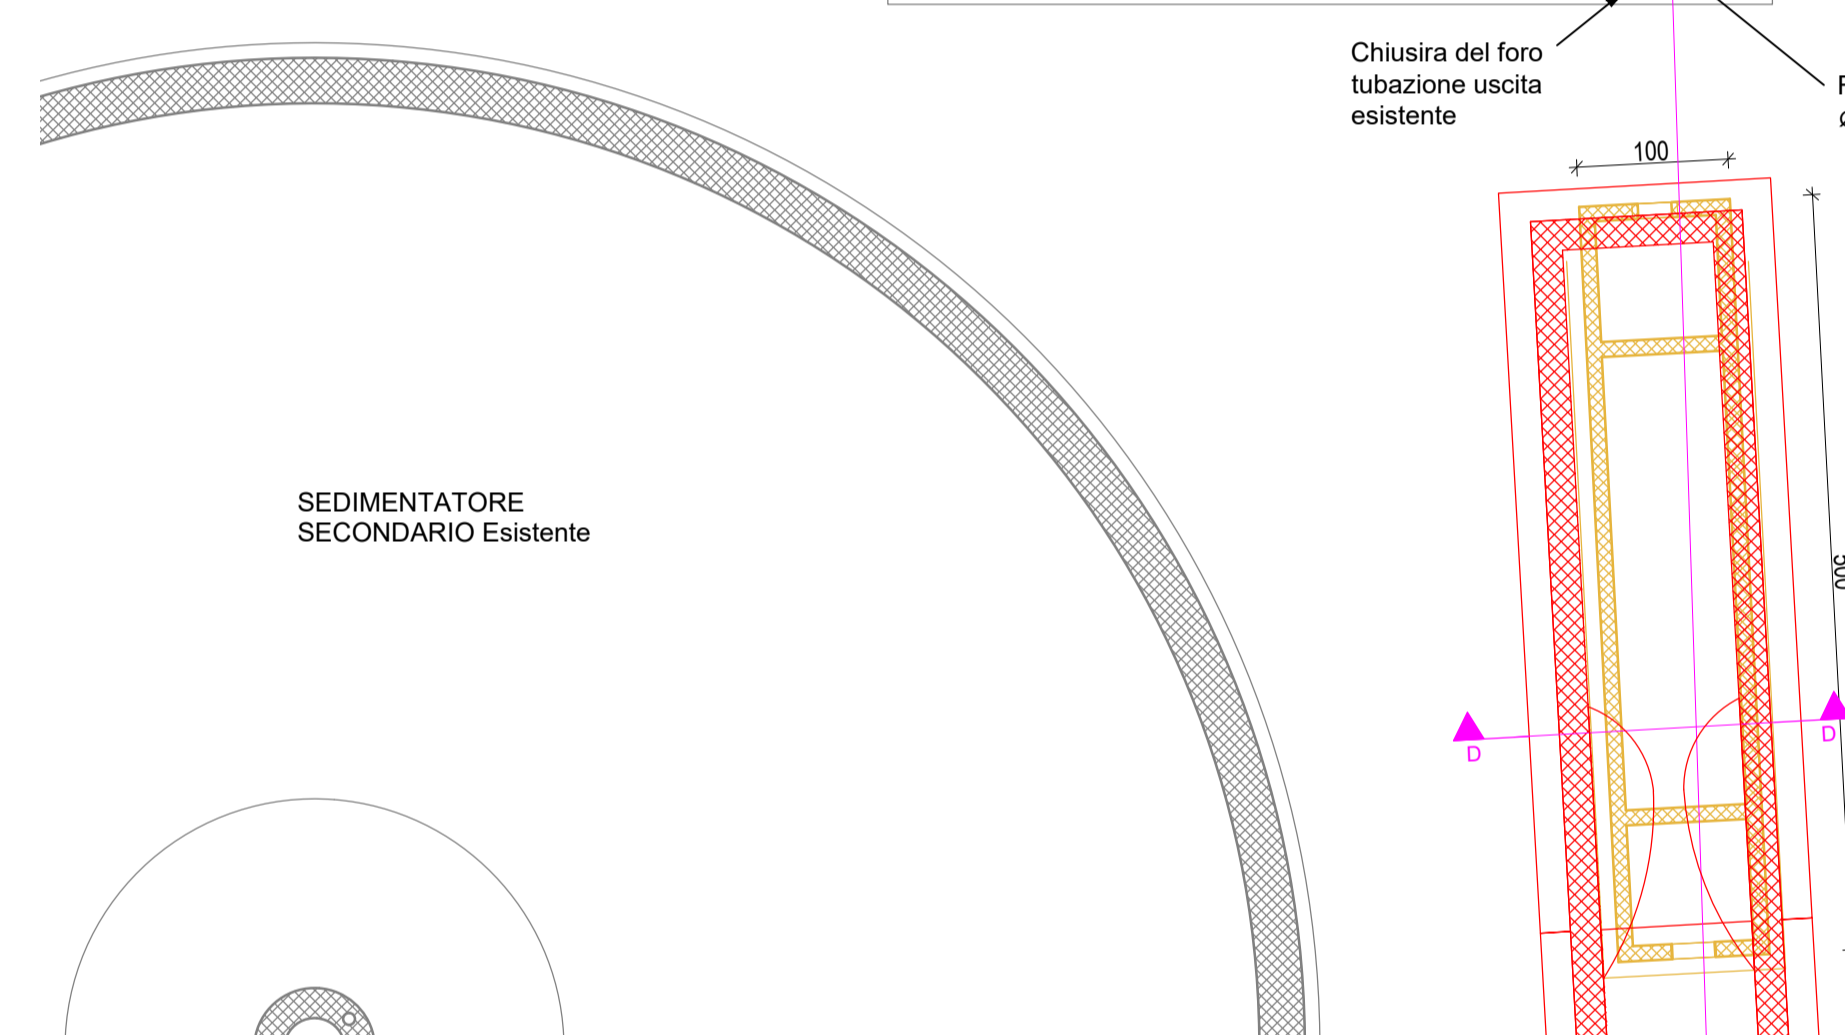 Chiusira del foro
tubazione uscita
esistente
100
SEDIMENTATORE
SECONDARIO Esistente
D
D